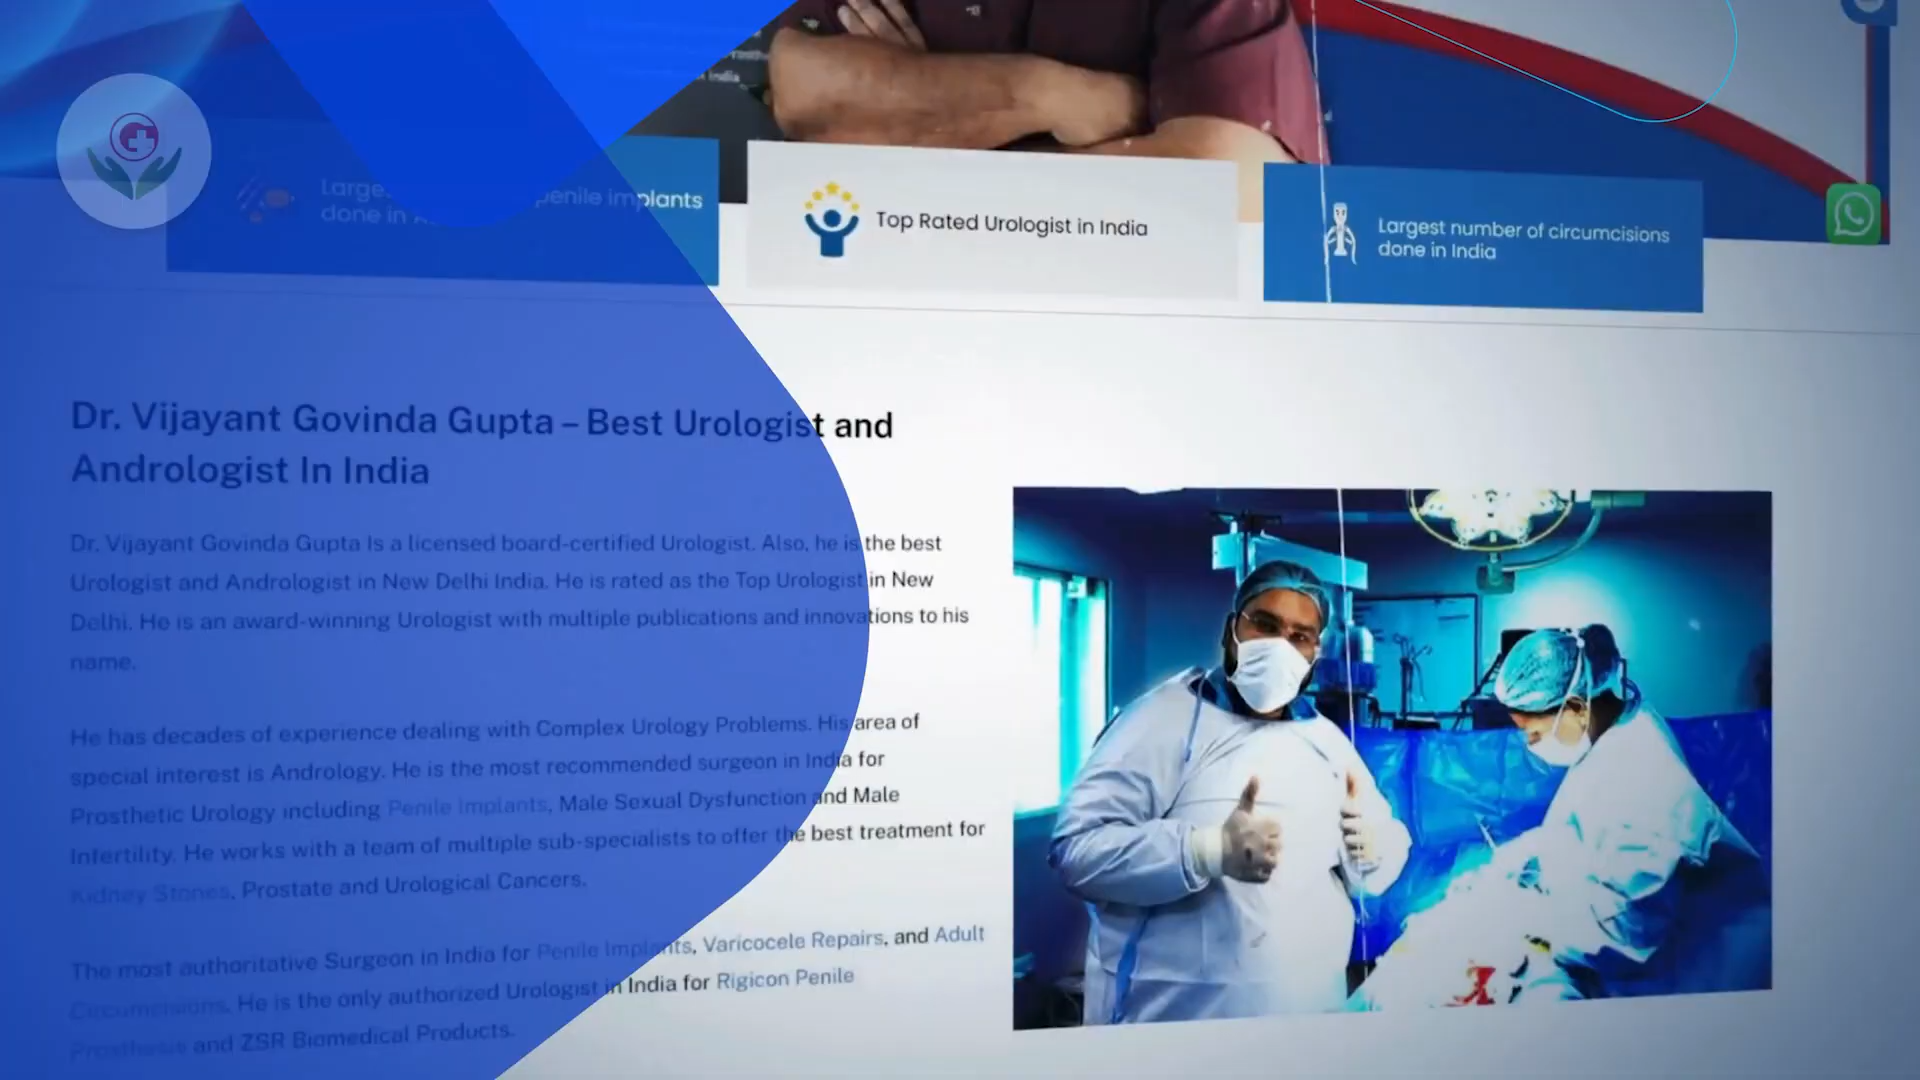 India
Large
penile implants
done in
Top Rated Urologist in India
Largest number of circumcisions
done in India
Dr. Vijayant Govinda Gupta – Best Urologist and
Andrologist In India
Dr. Vijayant Govinda Gupta Is a licensed board-certified Urologist. Also, he is the best
Urologist and Andrologist in New Delhi India. He is rated as the Top Urologist in New
Delhi. He is an award-winning Urologist with multiple publications and innovations to his
name.
He has decades of experience dealing with Complex Urology Problems. His area of
special interest is Andrology. He is the most recommended surgeon in India for
Prosthetic Urology including Penile Implants, Male Sexual Dysfunction and Male
Infertility. He works with a team of multiple sub-specialists to offer the best treatment for
Kidney Stones, Prostate and Urological Cancers.
The most authoritative Surgeon in India for Penile Implants, Varicocele Repairs, and Adult
Circumcisions. He is the only authorized Urologist in India for Rigicon Penile
Prosthesis and ZSR Biomedical Products.